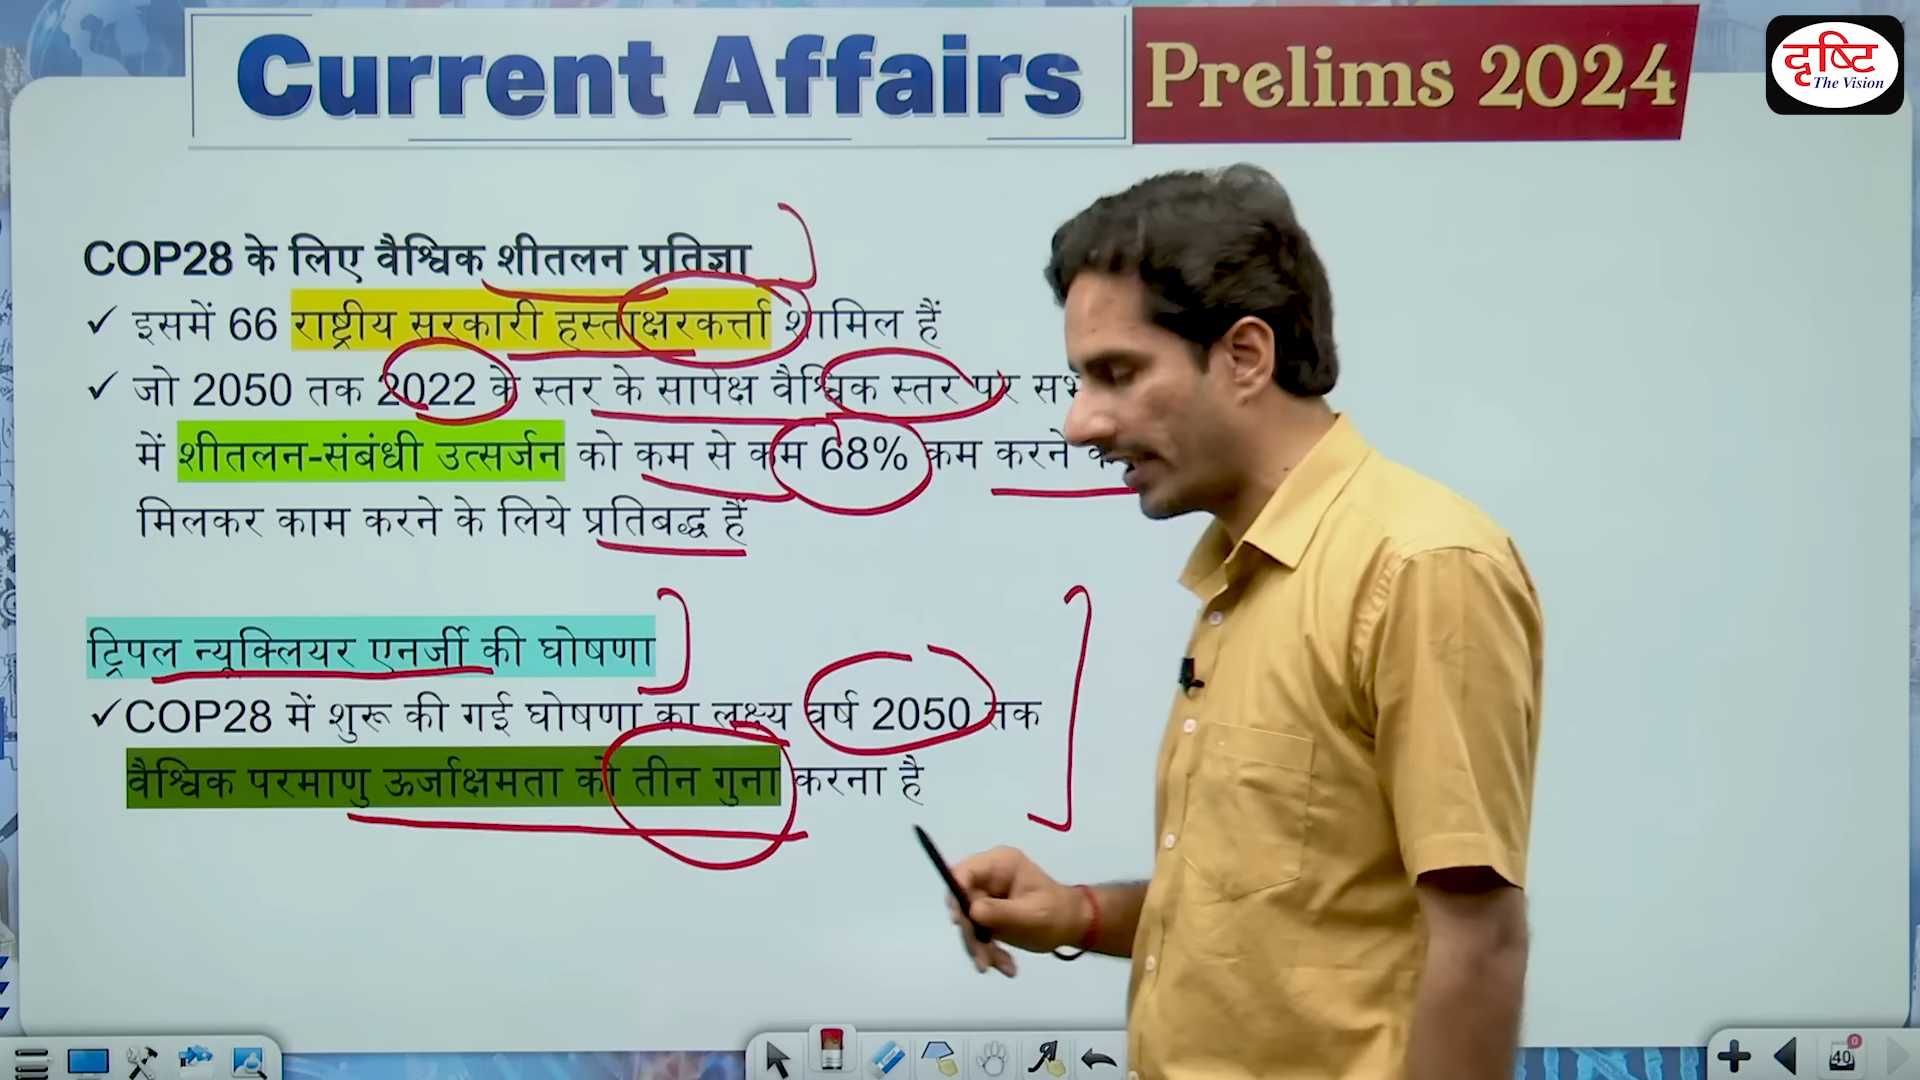 Current Affairs Prelims 2024
दृष्टि
The Vision
COP28 के लिए वैश्विक शीतलन प्रतिज्ञा
✓ इसमें 66 राष्ट्रीय सरकारी हस्ताक्षरकर्त्ता शामिल हैं
✓ जो 2050 तक 2022 के स्तर के सापेक्ष वैश्विक स्तर पर
में शीतलन-संबंधी उत्सर्जन को कम से कम 68% कम करने
मिलकर काम करने के लिये प्रतिबद्ध हैं
ट्रिपल न्यूक्लियर एनर्जी की घोषणा
✓ COP28 में शुरू की गई घोषणा का लक्ष्य वर्ष 2050 तक
वैश्विक परमाणु ऊर्जाक्षमता को तीन गुना करना है
40
0